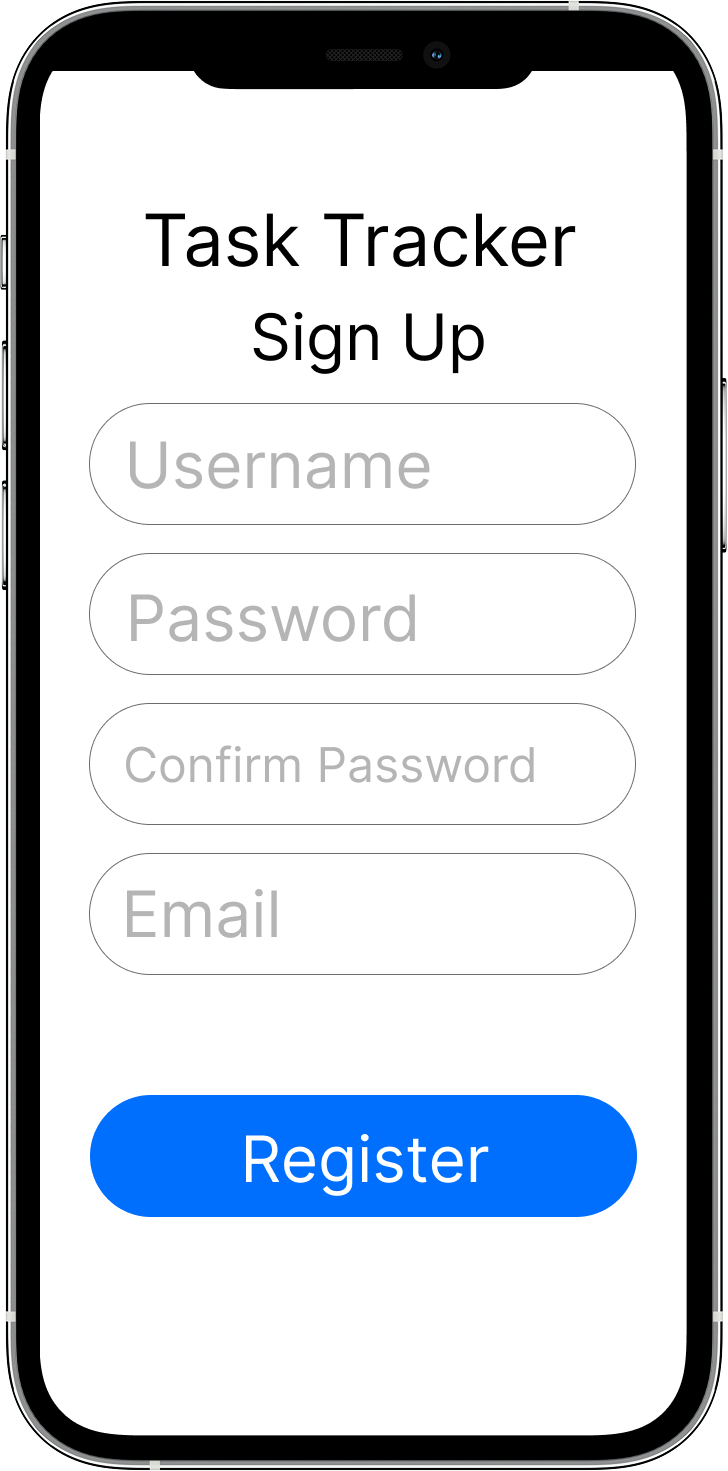 Task Tracker
Sign Up
Username
Password
Confirm Password
Email
Register